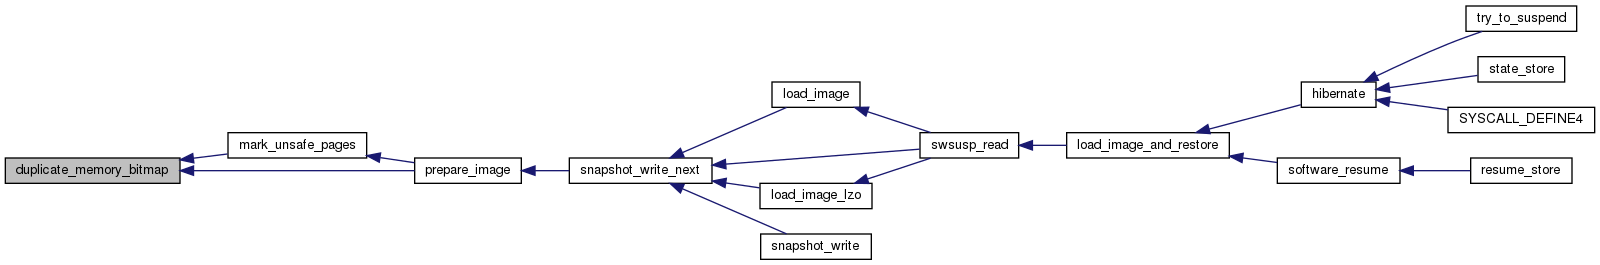 try_to_suspend
state_store
load_image
hibernate
SYSCALL_DEFINE4
mark_unsafe_pages
swsusp_read
load_image_and_restore
duplicate_memory_bitmap
prepare_image
snapshot_write_next
software_resume
resume_store
load_image_lzo
snapshot_write